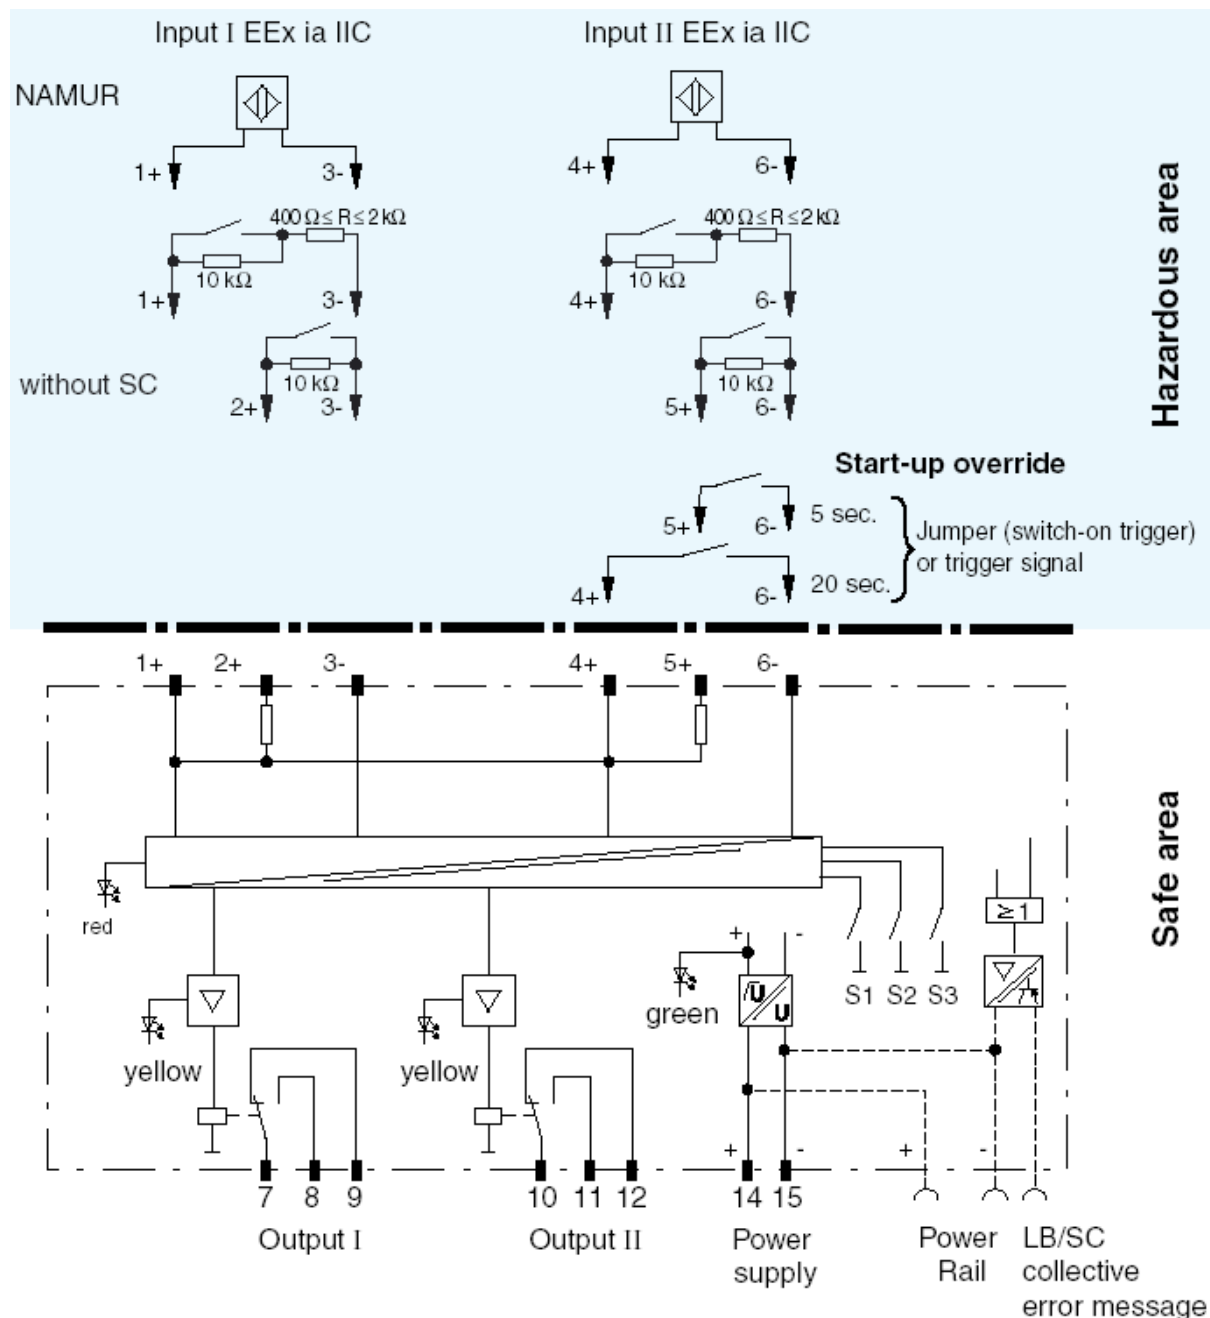 Input I EEx ia IIC
Input II EEx ia IIC
NAMUR
1+
3-
4+
6-
400 Ω ≤ R ≤ 2 kΩ
10 kΩ
1+
3-
400 Ω ≤ R ≤ 2 kΩ
10 kΩ
4+
6-
without SC
10 kΩ
2+
3-
10 kΩ
5+
6-
Hazardous area
Start-up override
5+
6-
5 sec.
4+
6-
20 sec.
Jumper (switch-on trigger)
or trigger signal
1+
2+
3-
4+
5+
6-
Safe area
red
yellow
yellow
green
+
-
U
U
S1
S2
S3
≥ 1
+
-
+
-
7
8
9
10
11
12
14
15
Output I
Output II
Power
supply
Power
Rail
LB/SC
collective
error message